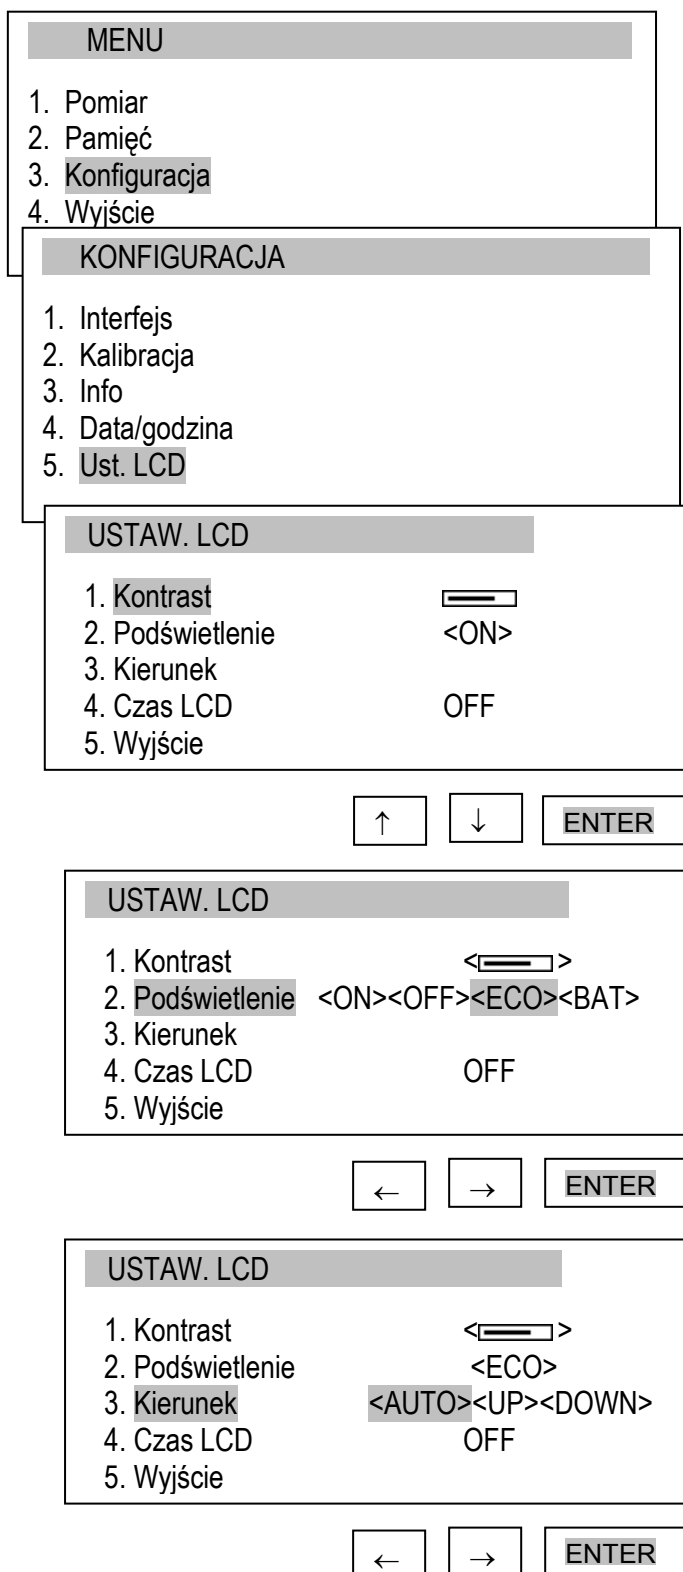 MENU
1. Pomiar
2. Pamięć
3. Konfiguracja
4. Wyjście
KONFIGURACJA
1. Interfejs
2. Kalibracja
3. Info
4. Data/godzina
5. Ust. LCD
USTAW. LCD
1. Kontrast
2. Podświetlenie <ON>
3. Kierunek
4. Czas LCD OFF
5. Wyjście
↑ ↓ ENTER
USTAW. LCD
1. Kontrast < >
2. Podświetlenie <ON><OFF><ECO><BAT>
3. Kierunek
4. Czas LCD OFF
5. Wyjście
← → ENTER
USTAW. LCD
1. Kontrast < >
2. Podświetlenie <ECO>
3. Kierunek <AUTO><UP><DOWN>
4. Czas LCD OFF
5. Wyjście
← → ENTER